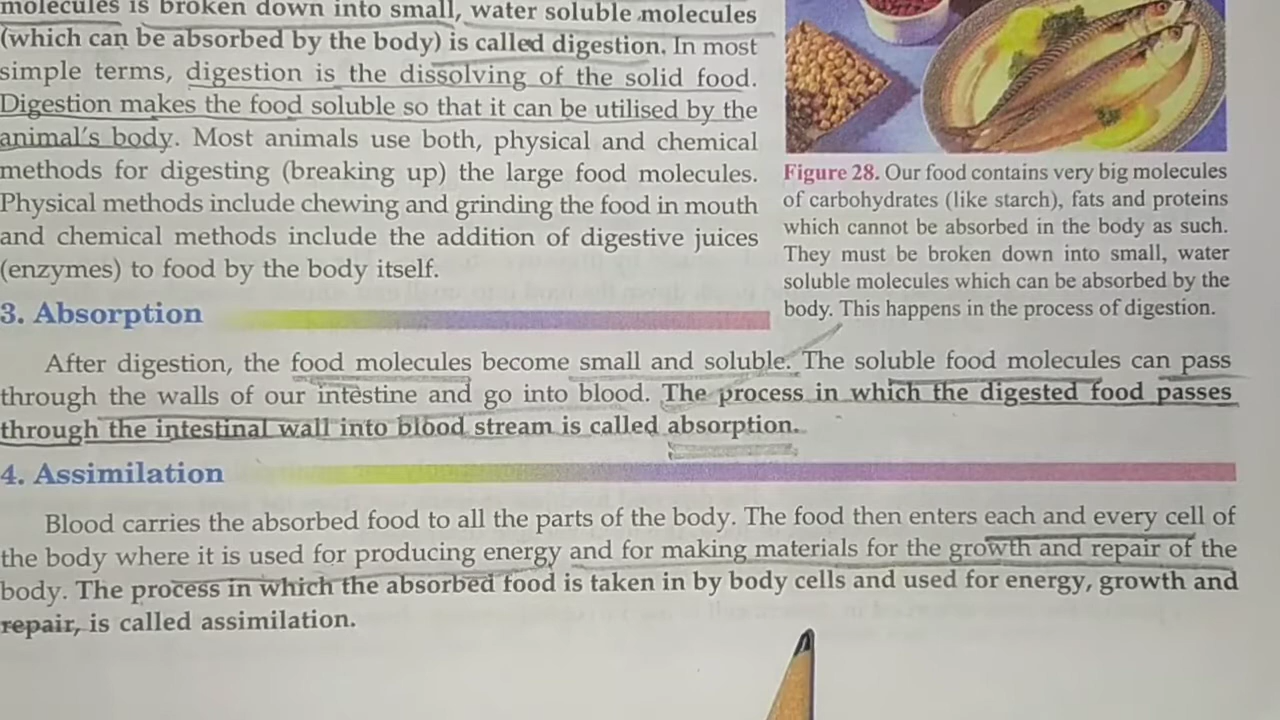 molecules is broken down into small, water soluble molecules
(which can be absorbed by the body) is called digestion. In most
simple terms, digestion is the dissolving of the solid food.
Digestion makes the food soluble so that it can be utilised by the
animal's body. Most animals use both, physical and chemical
methods for digesting (breaking up) the large food molecules.
Physical methods include chewing and grinding the food in mouth
and chemical methods include the addition of digestive juices
(enzymes) to food by the body itself.
Figure 28. Our food contains very big molecules
of carbohydrates (like starch), fats and proteins
which cannot be absorbed in the body as such.
They must be broken down into small, water
soluble molecules which can be absorbed by the
body. This happens in the process of digestion.
3. Absorption
After digestion, the food molecules become small and soluble. The soluble food molecules can pass
through the walls of our intestine and go into blood. The process in which the digested food passes
through the intestinal wall into blood stream is called absorption.
4. Assimilation
Blood carries the absorbed food to all the parts of the body. The food then enters each and every cell of
the body where it is used for producing energy and for making materials for the growth and repair of the
body. The process in which the absorbed food is taken in by body cells and used for energy, growth and
repair, is called assimilation.